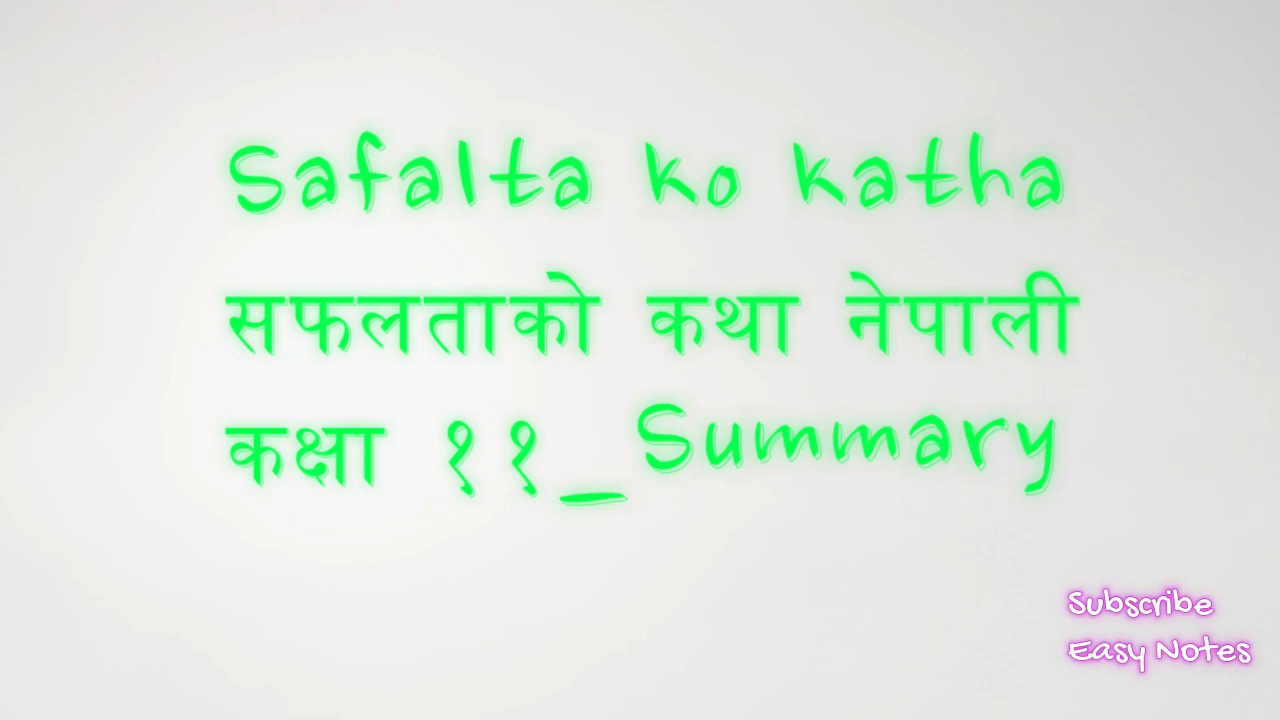 Safalta ko katha
सफलताको कथा नेपाली
कक्षा ११_Summary
Subscribe
Easy Notes